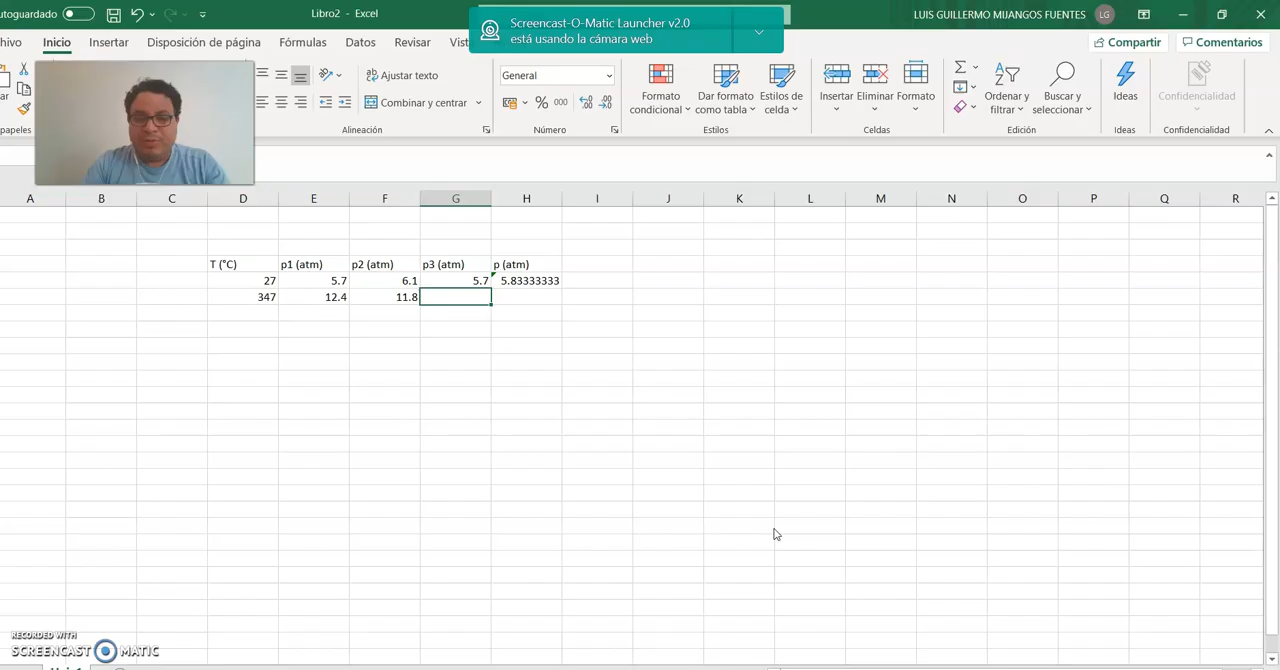 utoguardado
Libro2 - Excel
Screencast-O-Matic Launcher v2.0
está usando la cámara web
LUIS GUILLERMO MIJANGOS FUENTES
LG
hivo Inicio Insertar Disposición de página Fórmulas Datos Revisar Vist
Compartir Comentarios
ar
Ajustar texto
Combinar y centrar
General
% 000
Formato condicional
Dar formato como tabla
Estilos de celda
Insertar Eliminar Formato
Ordenar y filtrar
Buscar y seleccionar
Ideas
Confidencialidad
papeles Alineación Número Estilos Celdas Edición Ideas Confidencialidad
A B C D E F G H I J K L M N O P Q R
T (°C) p1 (atm) p2 (atm) p3 (atm) p (atm)
27 5.7 6.1 5.7 5.83333333
347 12.4 11.8
RECORDED WITH
SCREENCAST MATIC